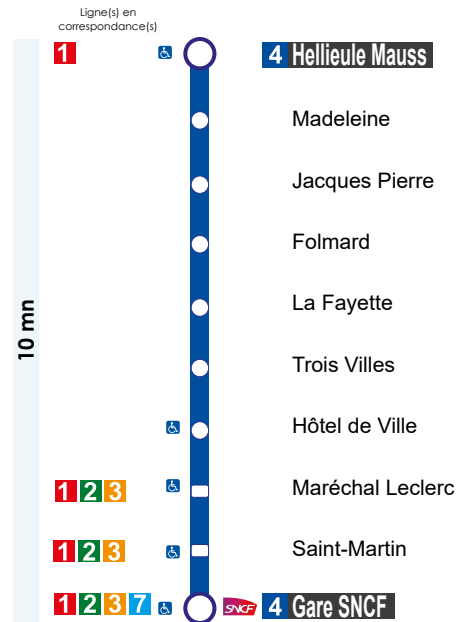 Ligne(s) en
correspondance(s)
1 4 Hellieule Mauss
Madeleine
Jacques Pierre
Folmard
La Fayette
10 mn
Trois Villes
Hôtel de Ville
1 2 3 Maréchal Leclerc
1 2 3 Saint-Martin
1 2 3 7 SNCF 4 Gare SNCF